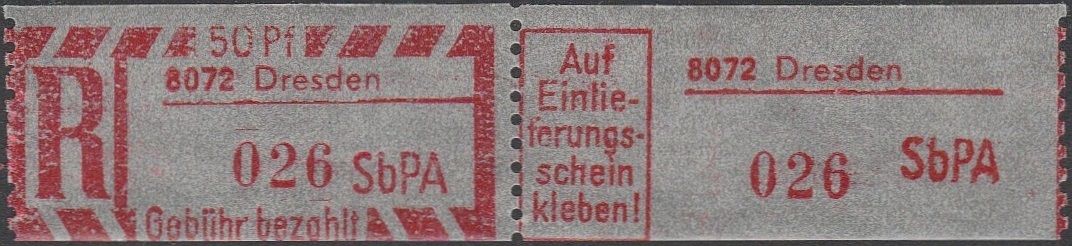 50 Pf
R
8072 Dresden
026 SbPA
Gebühr bezahlt
Auf
Einlie-
ferungs-
schein
kleben!
8072 Dresden
026 SbPA